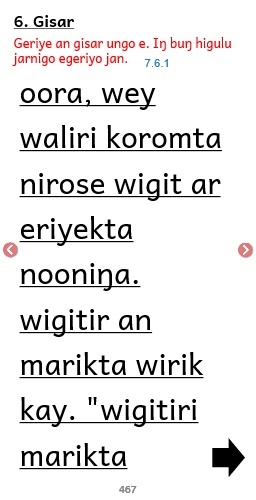 6. Gisar
Geriye an gisar ungo e. Iŋ buŋ higulu
jarnigo egeriyo jan. 7.6.1
oora, wey
waliri koromta
nirose wigit ar
eriyekta
nooniŋa.
wigitir an
marikta wirik
kay. "wigitiri
marikta
467